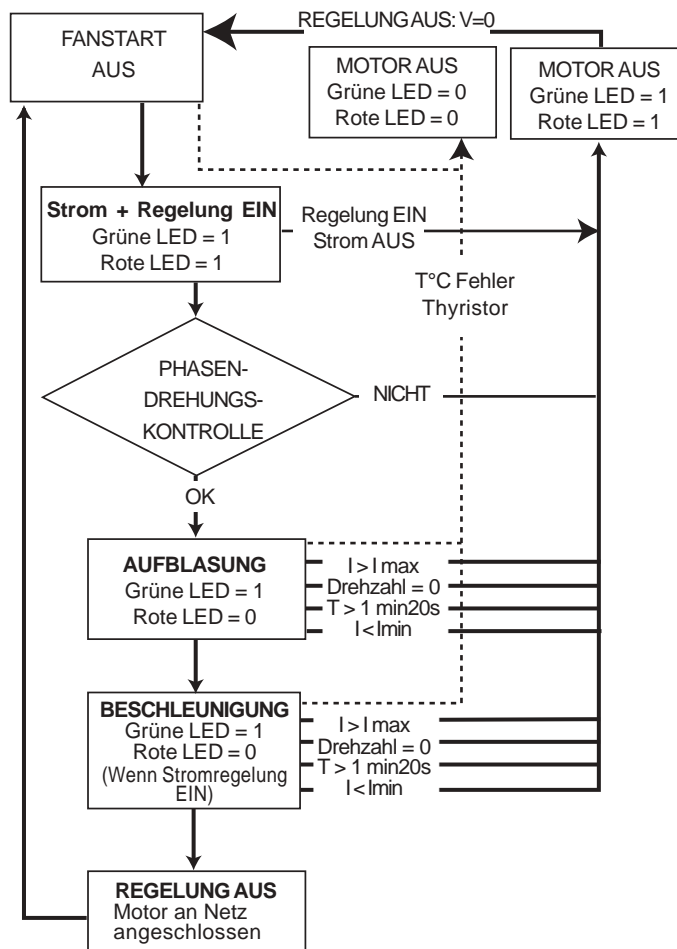 REGELUNG AUS: V=0
FANSTART
AUS
MOTOR AUS
Grüne LED = 0
Rote LED = 0
MOTOR AUS
Grüne LED = 1
Rote LED = 1
Strom + Regelung EIN
Grüne LED = 1
Rote LED = 1
Regelung EIN
Strom AUS
T°C Fehler
Thyristor
PHASEN-
DREHUNGS-
KONTROLLE
NICHT
OK
AUFBLASUNG
Grüne LED = 1
Rote LED = 0
I > I max
Drehzahl = 0
T > 1 min20s
I < Imin
BESCHLEUNIGUNG
Grüne LED = 1
Rote LED = 0
(Wenn Stromregelung
EIN)
I > I max
Drehzahl = 0
T > 1 min20s
I < Imin
REGELUNG AUS
Motor an Netz
angeschlossen